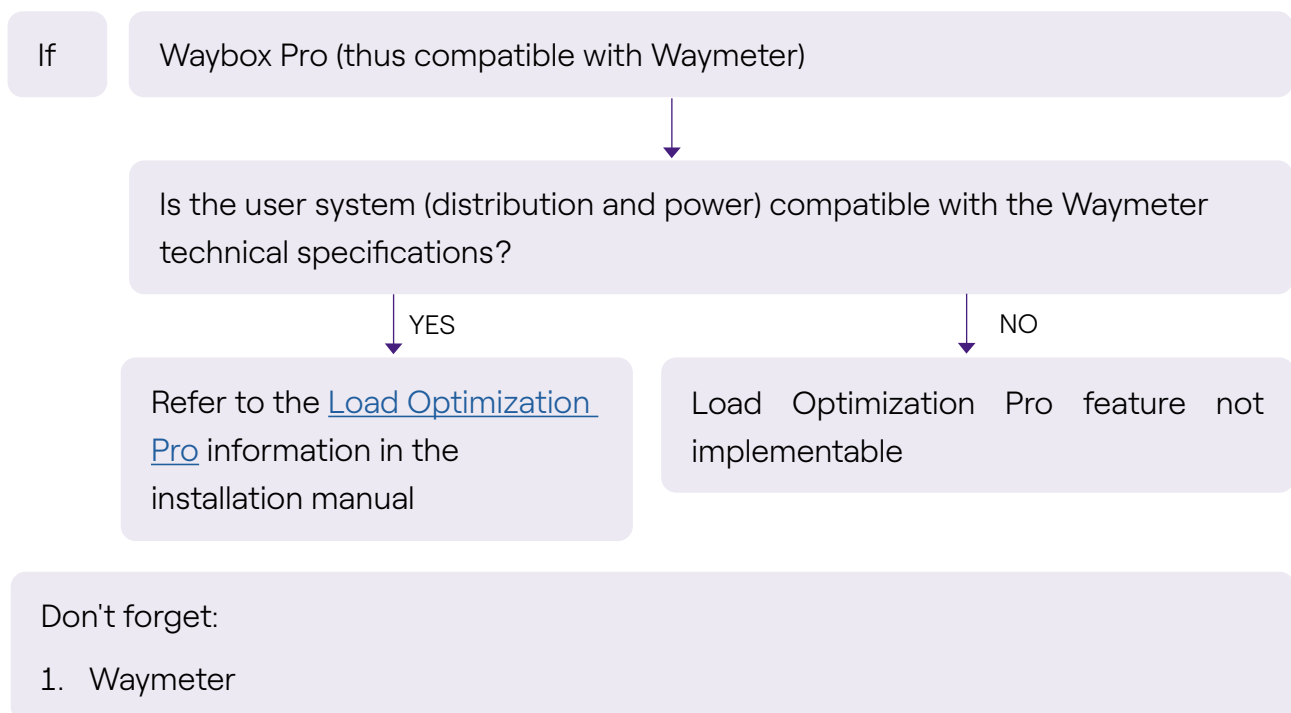 If
Waybox Pro (thus compatible with Waymeter)
Is the user system (distribution and power) compatible with the Waymeter
technical specifications?
YES
NO
Refer to the Load Optimization
Pro information in the
installation manual
Load Optimization Pro feature not
implementable
Don't forget:
1. Waymeter